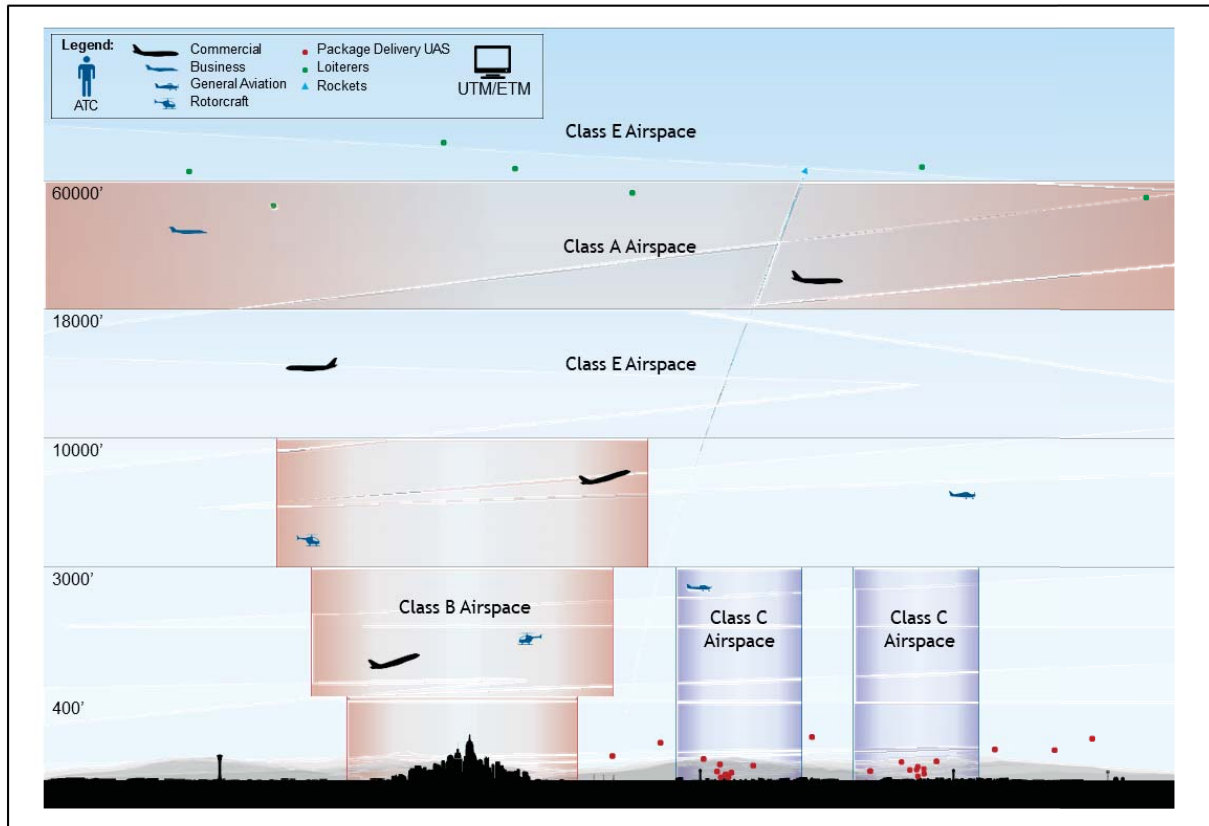 Legend:
ATC
Commercial
Business
General Aviation
Rotorcraft
Package Delivery UAS
Loiterers
Rockets
UTM/ETM
Class E Airspace
60000’
Class A Airspace
18000’
Class E Airspace
10000’
3000’
Class B Airspace
Class C
Airspace
Class C
Airspace
400’